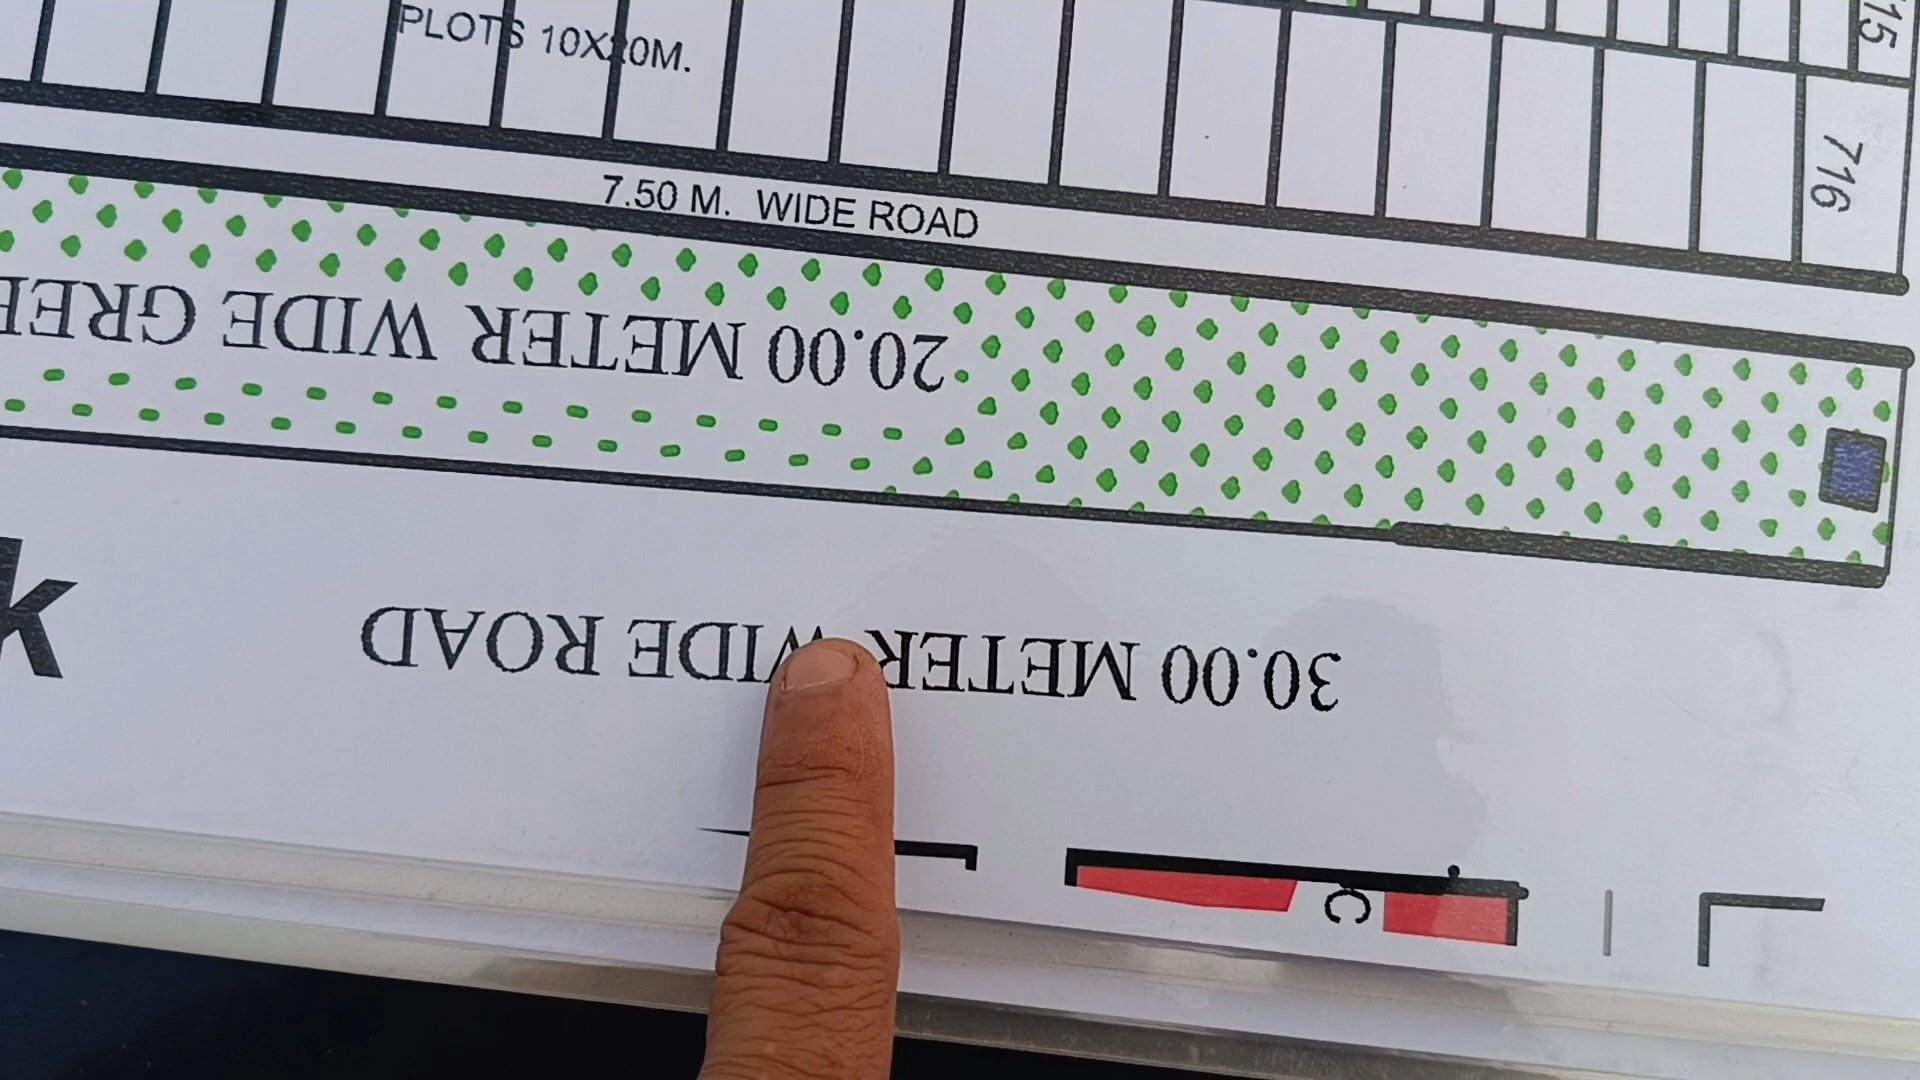 PLOTS 10X20M.
715
716
7.50 M. WIDE ROAD
20.00 METER WIDE GREE
30.00 METER WIDE ROAD
k
C